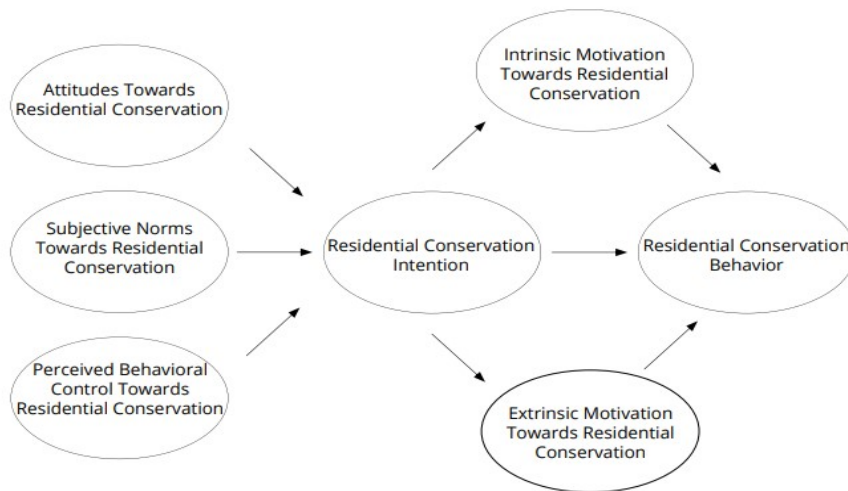 Attitudes Towards
Residential Conservation
Subjective Norms
Towards Residential
Conservation
Perceived Behavioral
Control Towards
Residential Conservation
Residential Conservation
Intention
Intrinsic Motivation
Towards Residential
Conservation
Extrinsic Motivation
Towards Residential
Conservation
Residential Conservation
Behavior